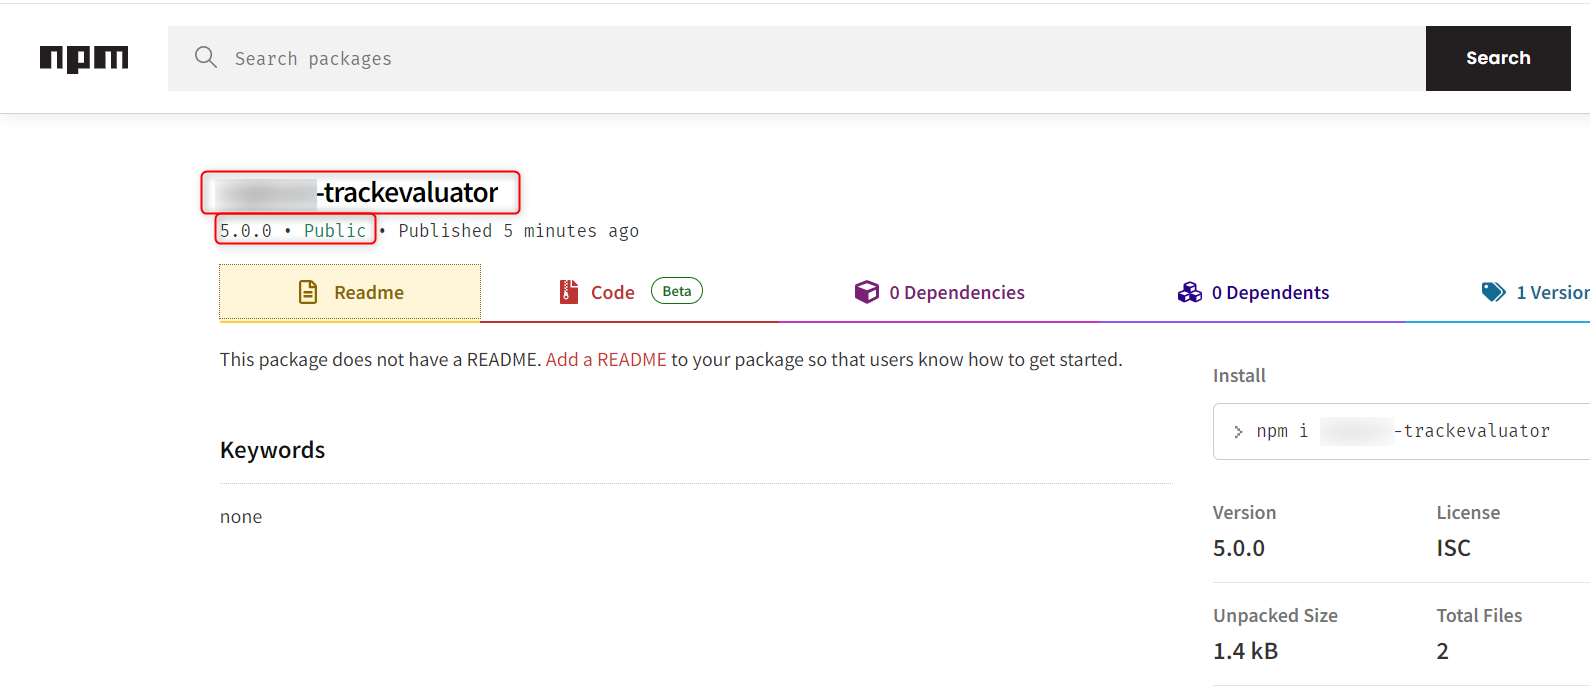 npm
Search packages
Search
-trackevaluator
5.0.0 • Public • Published 5 minutes ago
Readme
Code Beta
0 Dependencies
0 Dependents
1 Version
This package does not have a README. Add a README to your package so that users know how to get started.
Install
> npm i -trackevaluator
Keywords
none
Version
License
5.0.0
ISC
Unpacked Size
Total Files
1.4 kB
2